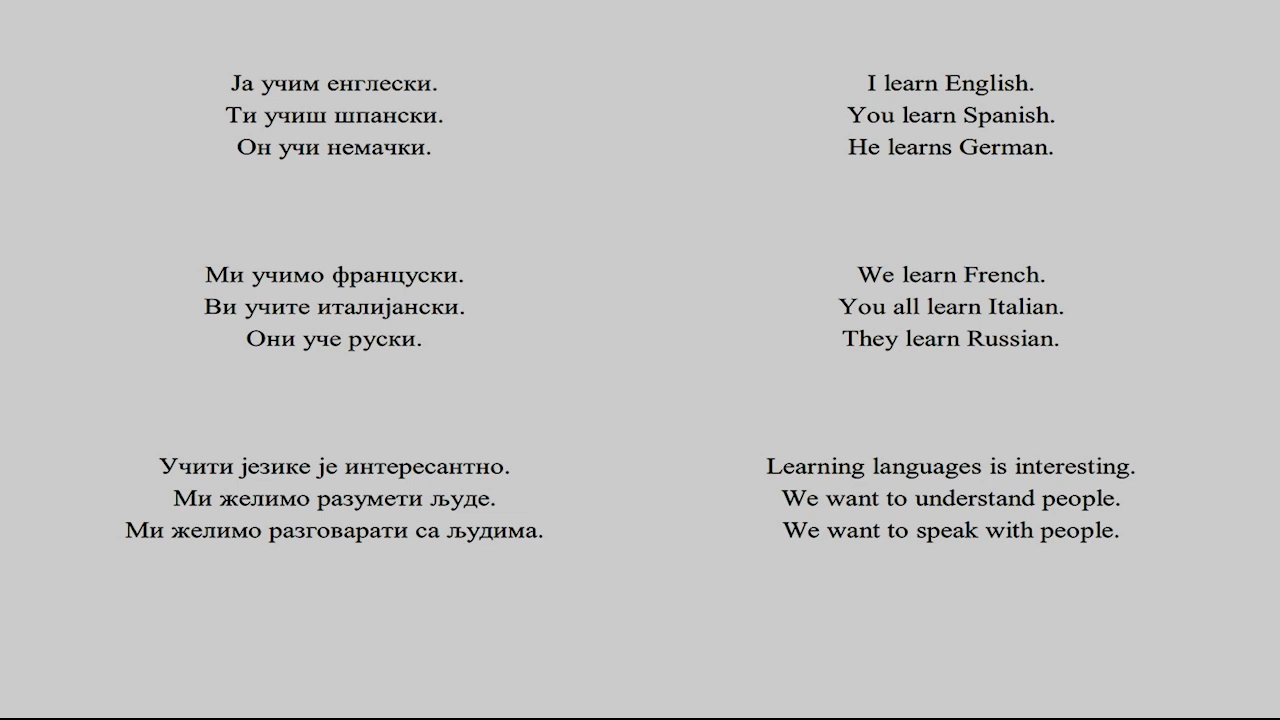 Ја учим енглески.
Ти учиш шпански.
Он учи немачки.
I learn English.
You learn Spanish.
He learns German.
Ми учимо француски.
Ви учите италијански.
Они уче руски.
We learn French.
You all learn Italian.
They learn Russian.
Учити језике је интересантно.
Ми желимо разумети људе.
Ми желимо разговарати са људима.
Learning languages is interesting.
We want to understand people.
We want to speak with people.